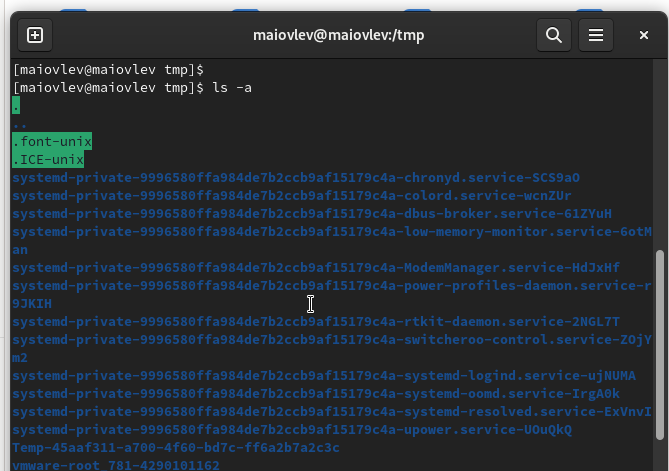 maiovlev@maiovlev:/tmp
[maiovlev@maiovlev tmp]$
[maiovlev@maiovlev tmp]$ ls -a
.
..
.font-unix
.ICE-unix
systemd-private-9996580ffa984de7b2ccb9af15179c4a-chronyd.service-SCS9aO
systemd-private-9996580ffa984de7b2ccb9af15179c4a-colord.service-wcnZUr
systemd-private-9996580ffa984de7b2ccb9af15179c4a-dbus-broker.service-61ZYuH
systemd-private-9996580ffa984de7b2ccb9af15179c4a-low-memory-monitor.service-6otM
an
systemd-private-9996580ffa984de7b2ccb9af15179c4a-ModemManager.service-HdJxHf
systemd-private-9996580ffa984de7b2ccb9af15179c4a-power-profiles-daemon.service-r
9JKIH
systemd-private-9996580ffa984de7b2ccb9af15179c4a-rtkit-daemon.service-2NGL7T
systemd-private-9996580ffa984de7b2ccb9af15179c4a-switcheroo-control.service-ZOjY
m2
systemd-private-9996580ffa984de7b2ccb9af15179c4a-systemd-logind.service-ujNUMA
systemd-private-9996580ffa984de7b2ccb9af15179c4a-systemd-oomd.service-IrgA0k
systemd-private-9996580ffa984de7b2ccb9af15179c4a-systemd-resolved.service-ExVnvI
systemd-private-9996580ffa984de7b2ccb9af15179c4a-upower.service-UOuQkQ
Temp-45aaf311-a700-4f60-bd7c-ff6a2b7a2c3c
vmware-root_781-4290101162